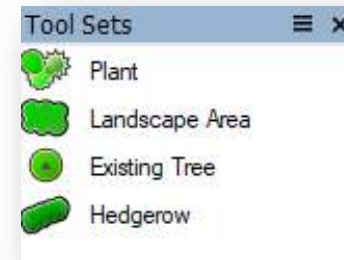 Tool Sets
Plant
Landscape Area
Existing Tree
Hedgerow